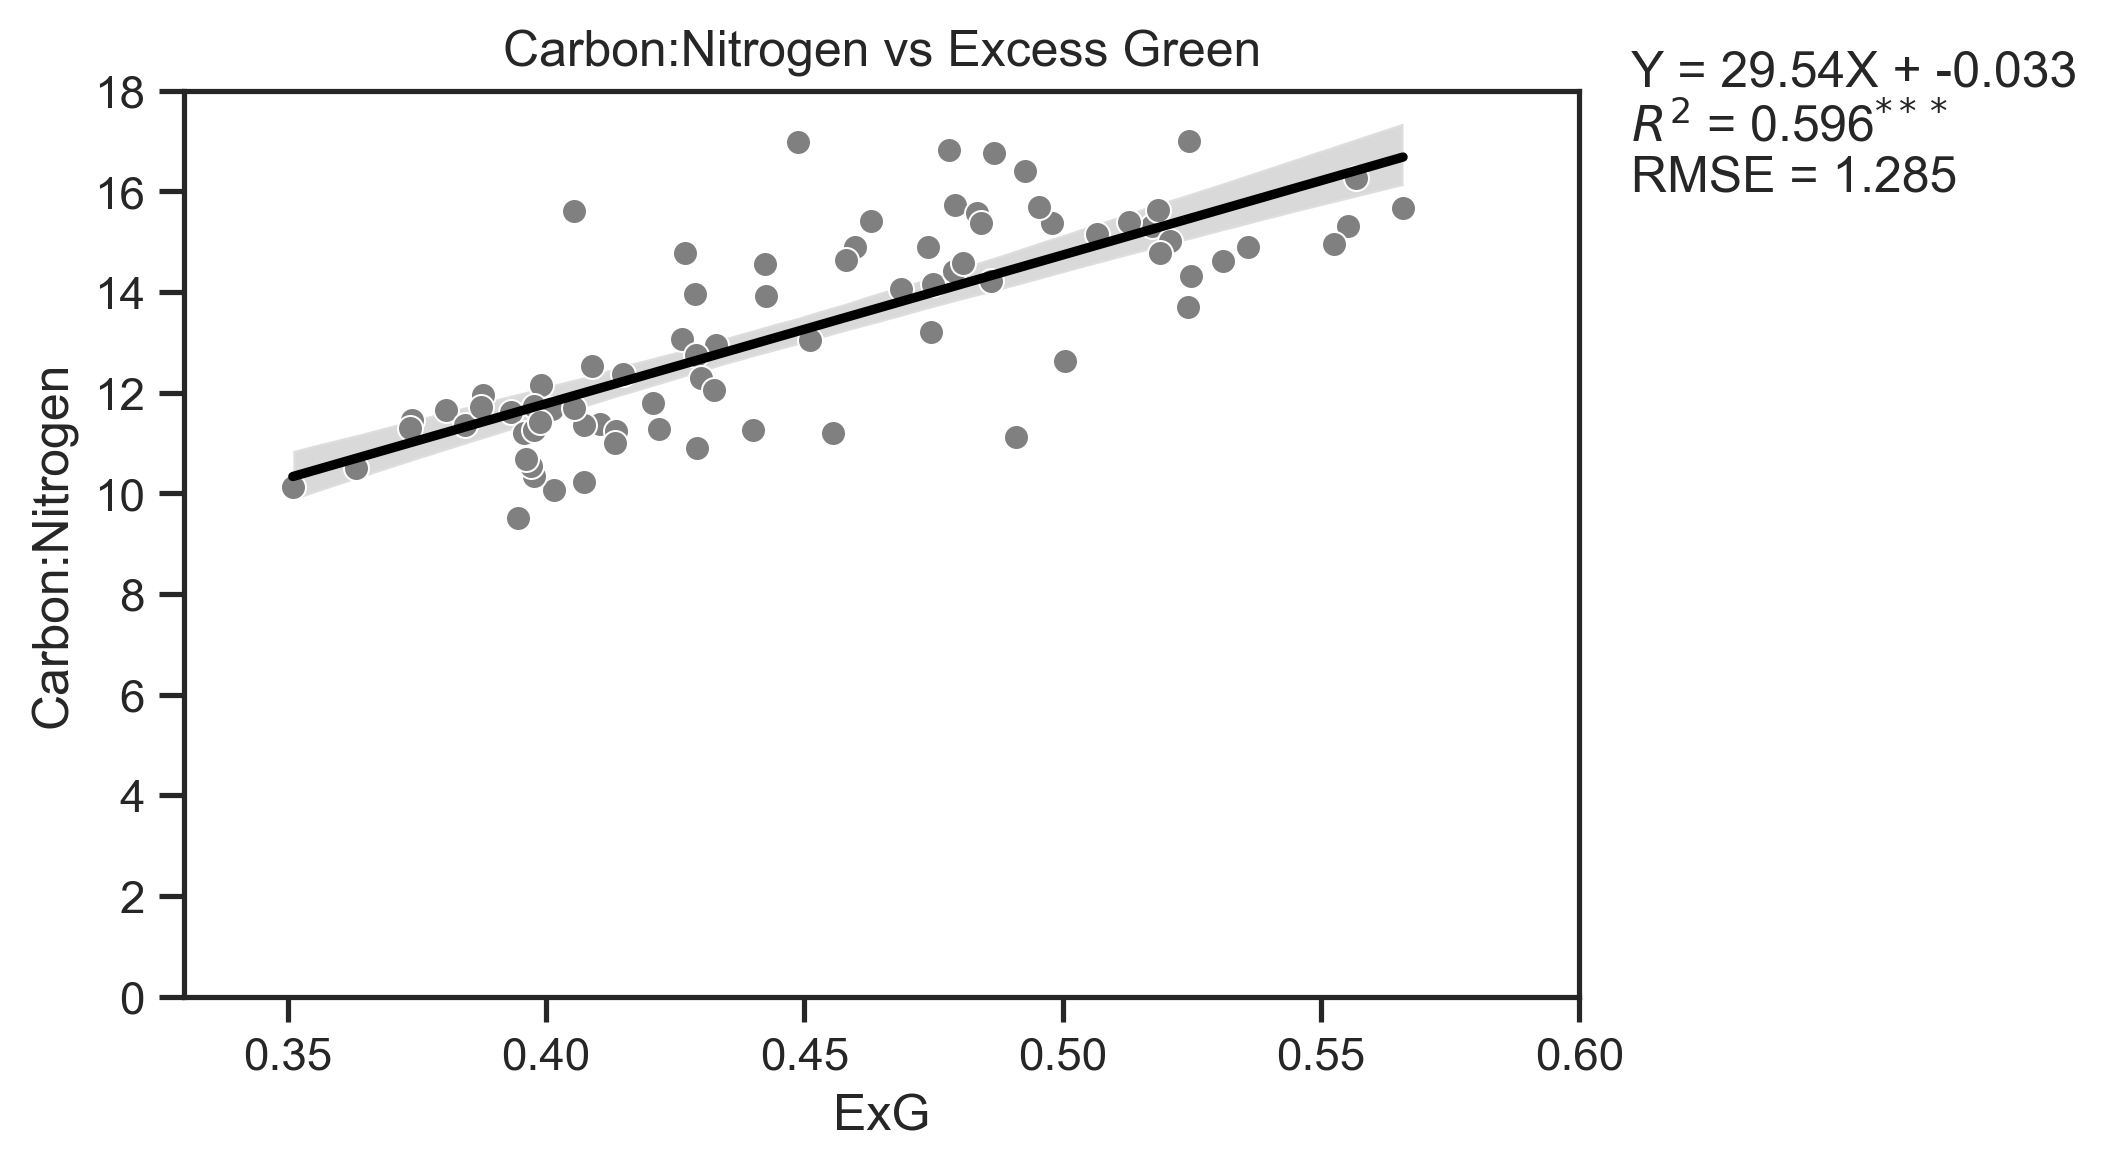 Carbon:Nitrogen vs Excess Green
Y = 29.54X + -0.033
R² = 0.596***
RMSE = 1.285
Carbon:Nitrogen
18
16
14
12
10
8
6
4
2
0
0.35 0.40 0.45 0.50 0.55 0.60
ExG